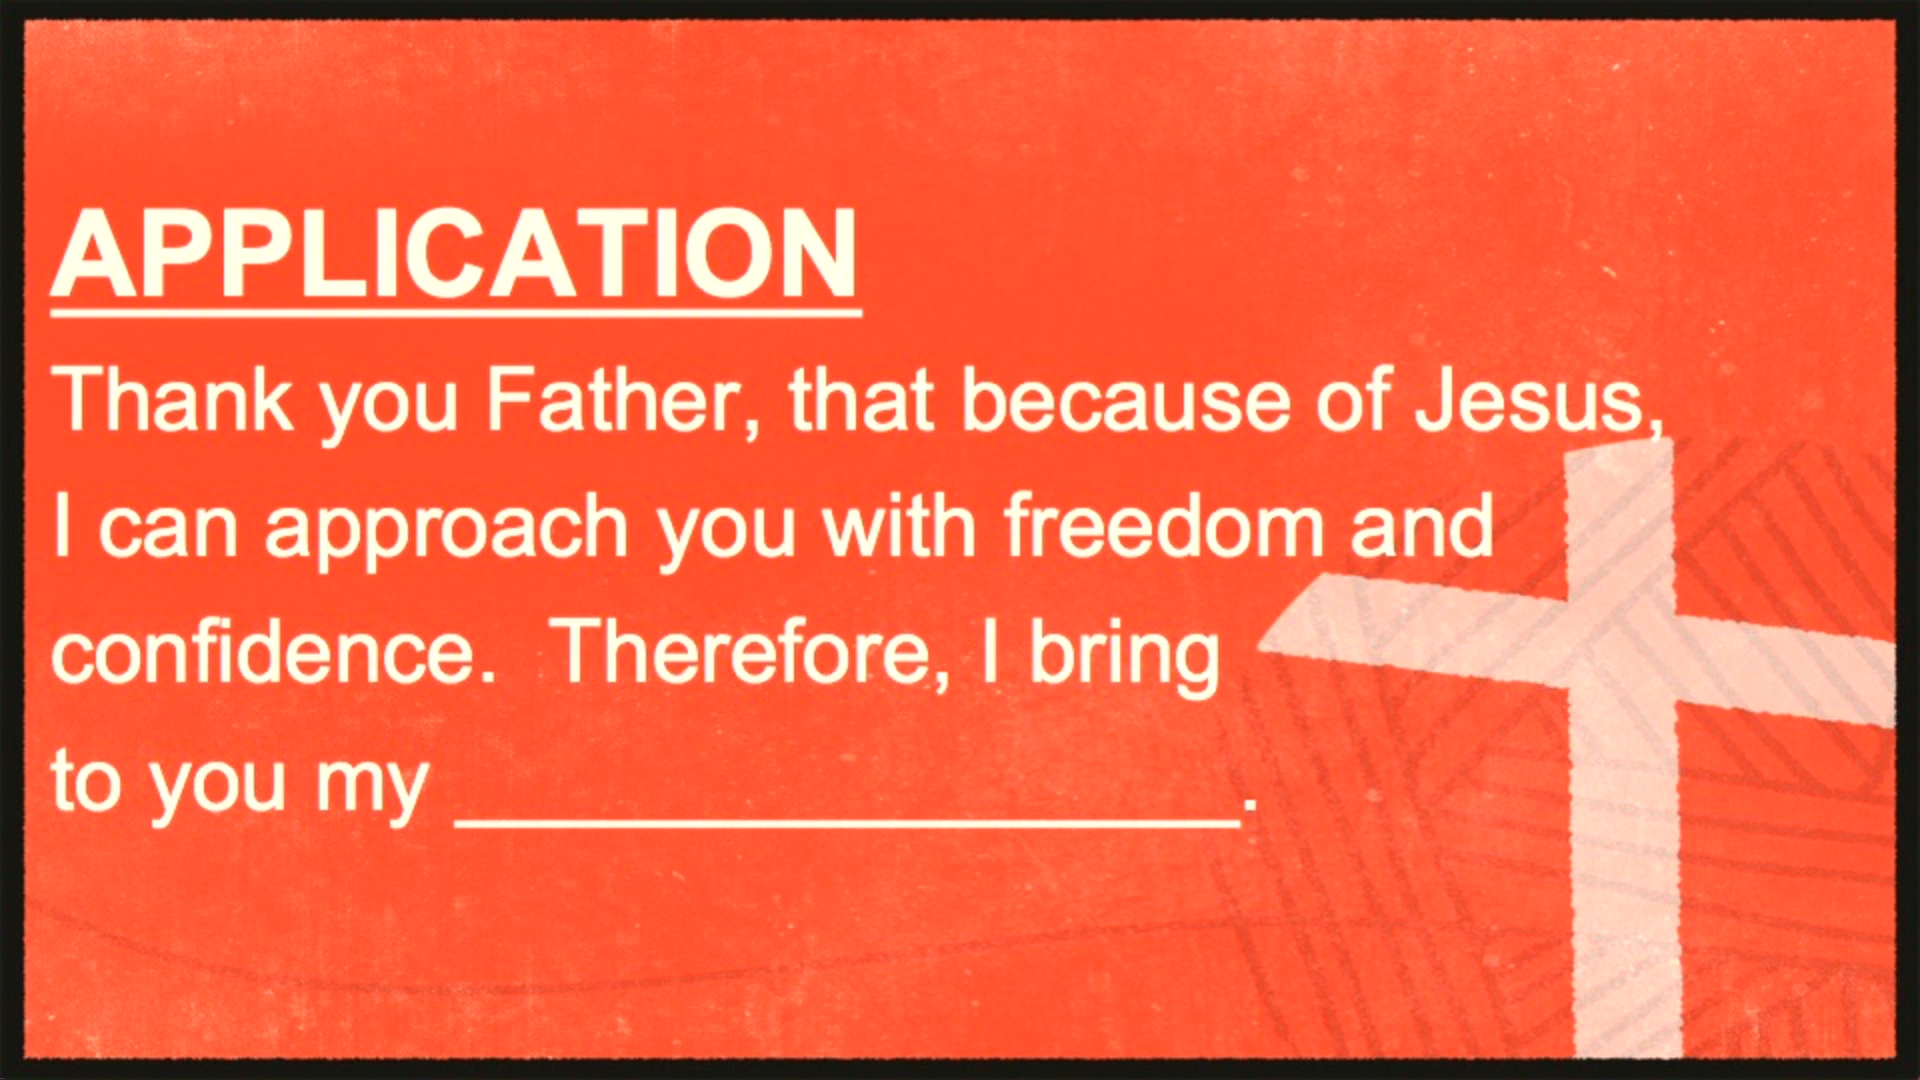 APPLICATION
Thank you Father, that because of Jesus,
I can approach you with freedom and
confidence.  Therefore, I bring
to you my ____________________.